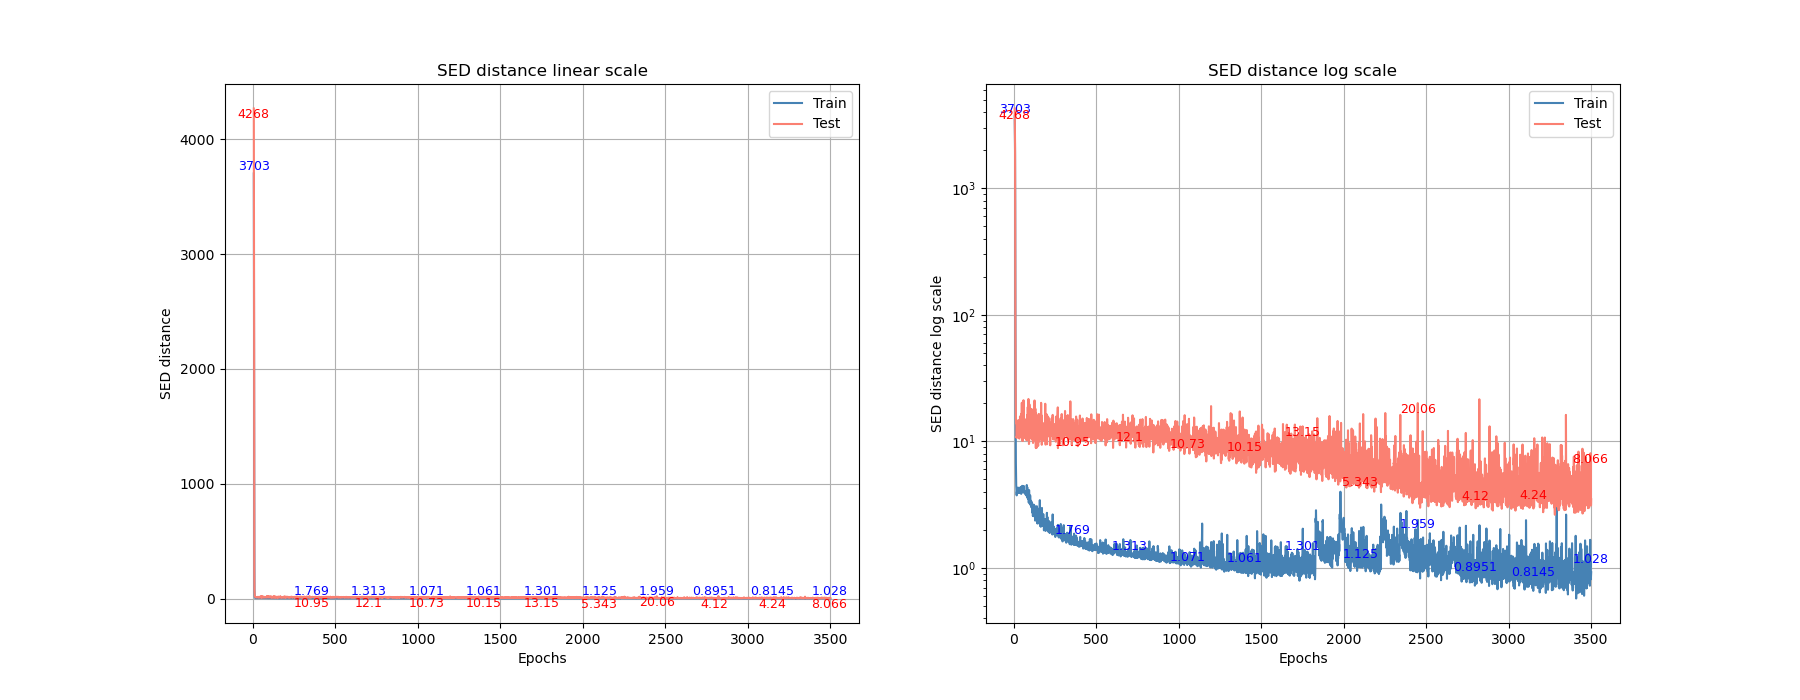 SED distance linear scale
SED distance
4000
3000
2000
1000
0
4268
3703
Train
Test
1.769 1.313 1.071 1.061 1.301 1.125 1.959 0.8951 0.8145 1.028
10.95 12.1 10.73 10.15 13.15 5.343 20.06 4.12 4.24 8.066
0 500 1000 1500 2000 2500 3000 3500
Epochs
SED distance log scale
SED distance log scale
10³
10²
10¹
10⁰
3703
4268
Train
Test
10.95 12.1 10.73 10.15 13.15 5.343 20.06 4.12 4.24 8.066
1.769 1.313 1.071 1.061 1.301 1.125 1.959 0.8951 0.8145 1.028
0 500 1000 1500 2000 2500 3000 3500
Epochs